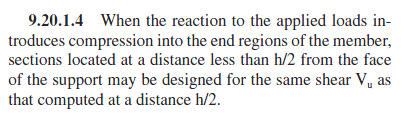 9.20.1.4 When the reaction to the applied loads in-
troduces compression into the end regions of the member,
sections located at a distance less than h/2 from the face
of the support may be designed for the same shear Vu as
that computed at a distance h/2.